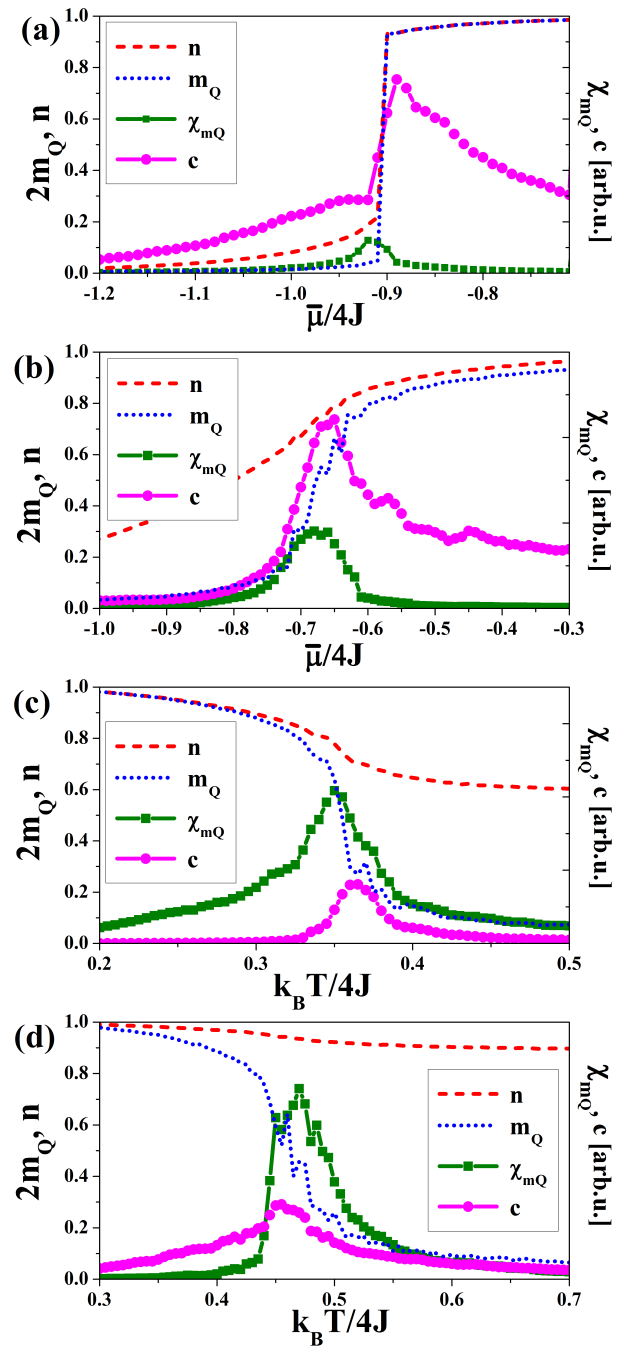 (a)
n
m_Q
χ_mQ
c
2m_Q, n
χ_mQ, c [arb.u.]
1.0
0.8
0.6
0.4
0.2
0.0
-1.2 -1.1 -1.0 -0.9 -0.8
μ̄/4J
(b)
n
m_Q
χ_mQ
c
2m_Q, n
χ_mQ, c [arb.u.]
1.0
0.8
0.6
0.4
0.2
0.0
-1.0 -0.9 -0.8 -0.7 -0.6 -0.5 -0.4 -0.3
μ̄/4J
(c)
n
m_Q
χ_mQ
c
2m_Q, n
χ_mQ, c [arb.u.]
1.0
0.8
0.6
0.4
0.2
0.0
0.2 0.3 0.4 0.5
k_BT/4J
(d)
n
m_Q
χ_mQ
c
2m_Q, n
χ_mQ, c [arb.u.]
1.0
0.8
0.6
0.4
0.2
0.0
0.3 0.4 0.5 0.6 0.7
k_BT/4J